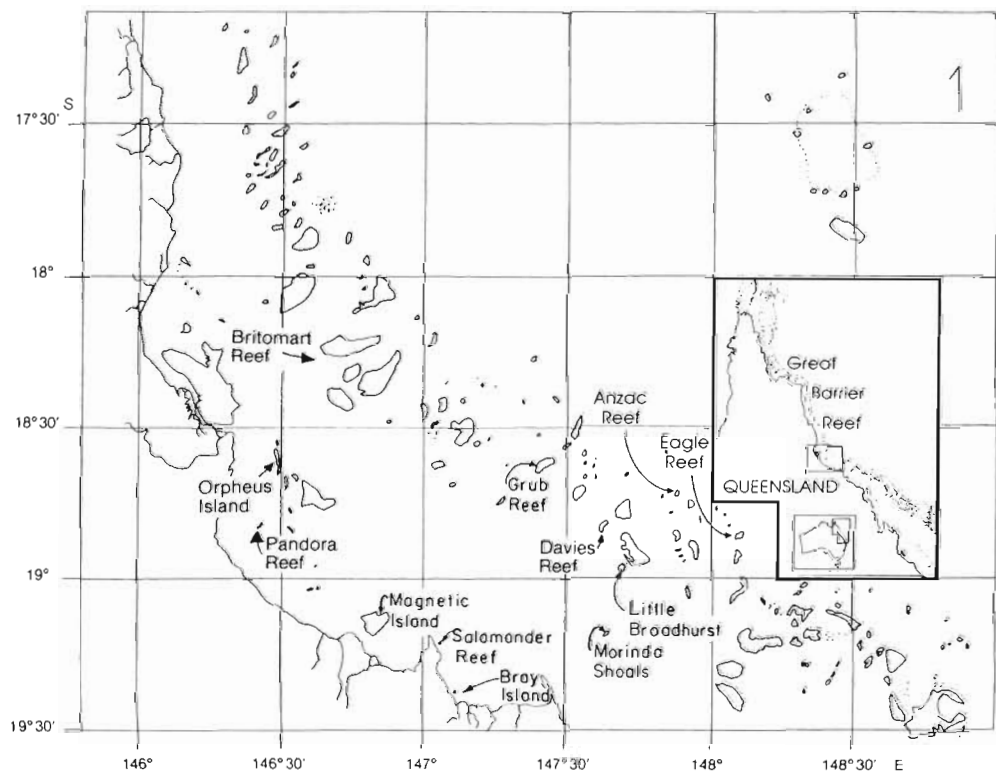 1
S
17°30'
18°
Britomart
Reef
Great
Barrier
Reef
Anzac
Reef
18°30'
Eagle
Reef
Orpheus
Island
Grub
Reef
QUEENSLAND
Pandora
Reef
Davies
Reef
19°
Magnetic
Island
Little
Broadhurst
Salamander
Reef
Morinda
Shoals
Bray
Island
19°30'
146°
146°30'
147°
147°30'
148°
148°30'
E